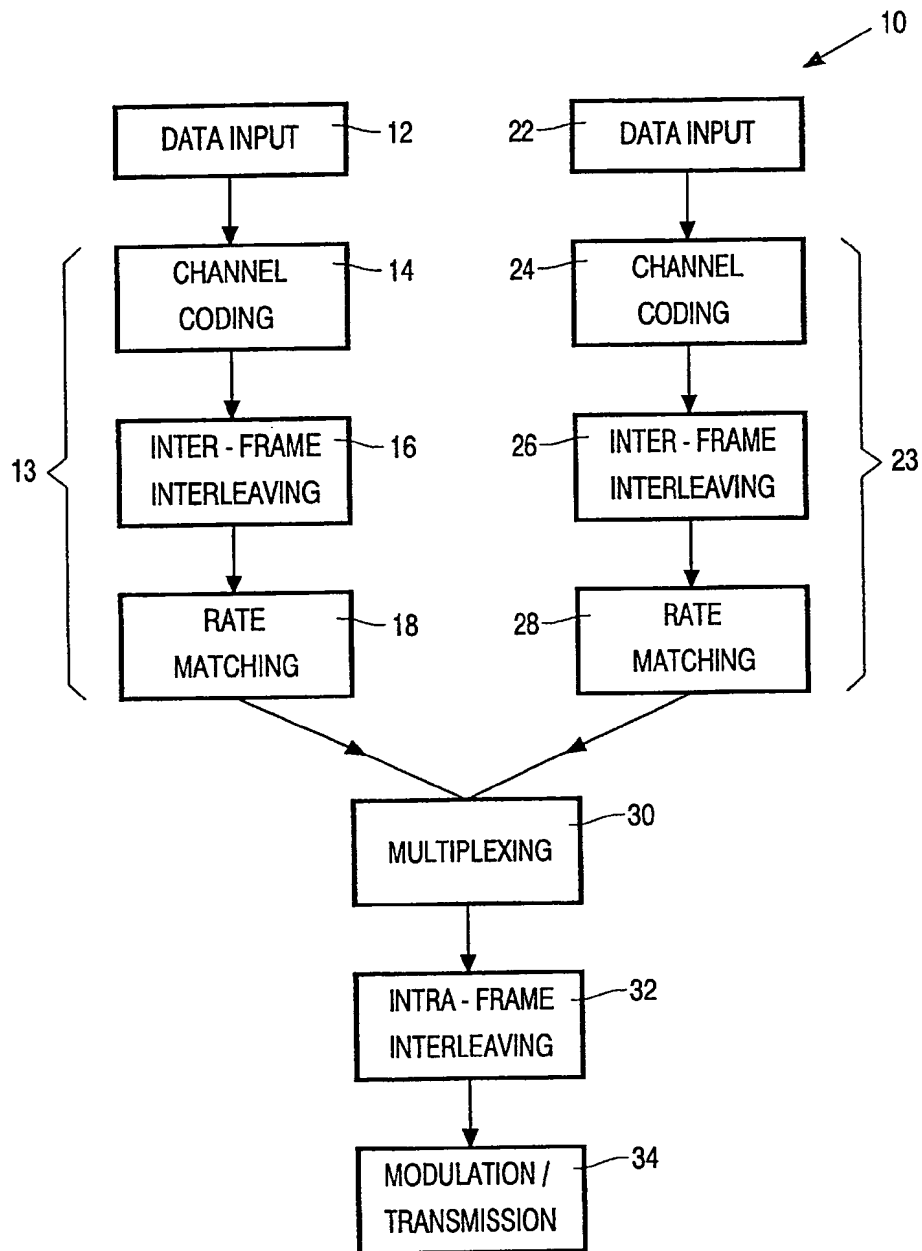 10
DATA INPUT
12
22
DATA INPUT
CHANNEL
CODING
14
24
CHANNEL
CODING
13
INTER - FRAME
INTERLEAVING
16
26
INTER - FRAME
INTERLEAVING
23
RATE
MATCHING
18
28
RATE
MATCHING
MULTIPLEXING
30
INTRA - FRAME
INTERLEAVING
32
MODULATION /
TRANSMISSION
34